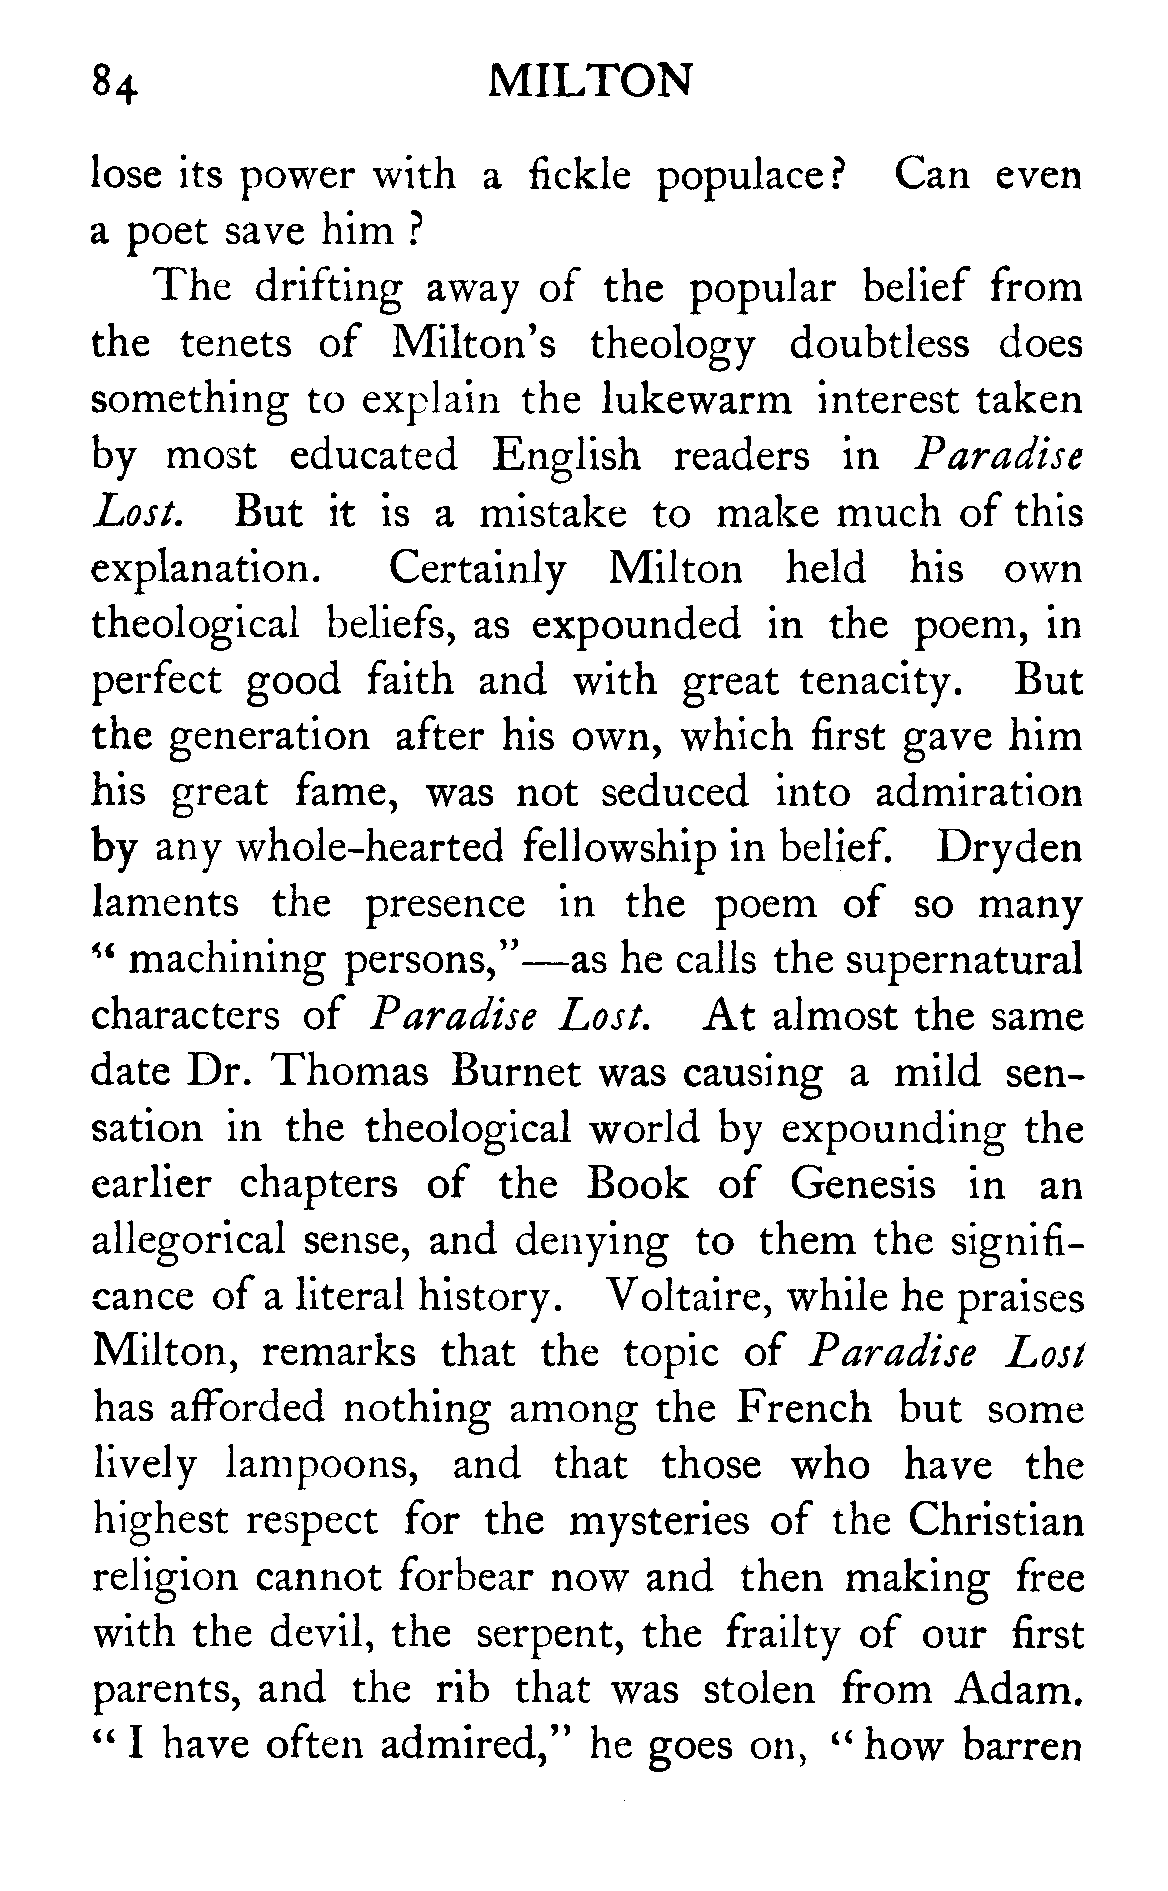 84 MILTON
lose its power with a fickle populace? Can even
a poet save him ?
The drifting away of the popular belief from
the tenets of Milton's theology doubtless does
something to explain the lukewarm interest taken
by most educated English readers in Paradise
Lost. But it is a mistake to make much of this
explanation. Certainly Milton held his own
theological beliefs, as expounded in the poem, in
perfect good faith and with great tenacity. But
the generation after his own, which first gave him
his great fame, was not seduced into admiration
by any whole-hearted fellowship in belief. Dryden
laments the presence in the poem of so many
“ machining persons,”—as he calls the supernatural
characters of Paradise Lost. At almost the same
date Dr. Thomas Burnet was causing a mild sen-
sation in the theological world by expounding the
earlier chapters of the Book of Genesis in an
allegorical sense, and denying to them the signifi-
cance of a literal history. Voltaire, while he praises
Milton, remarks that the topic of Paradise Lost
has afforded nothing among the French but some
lively lampoons, and that those who have the
highest respect for the mysteries of the Christian
religion cannot forbear now and then making free
with the devil, the serpent, the frailty of our first
parents, and the rib that was stolen from Adam.
“ I have often admired,” he goes on, “ how barren